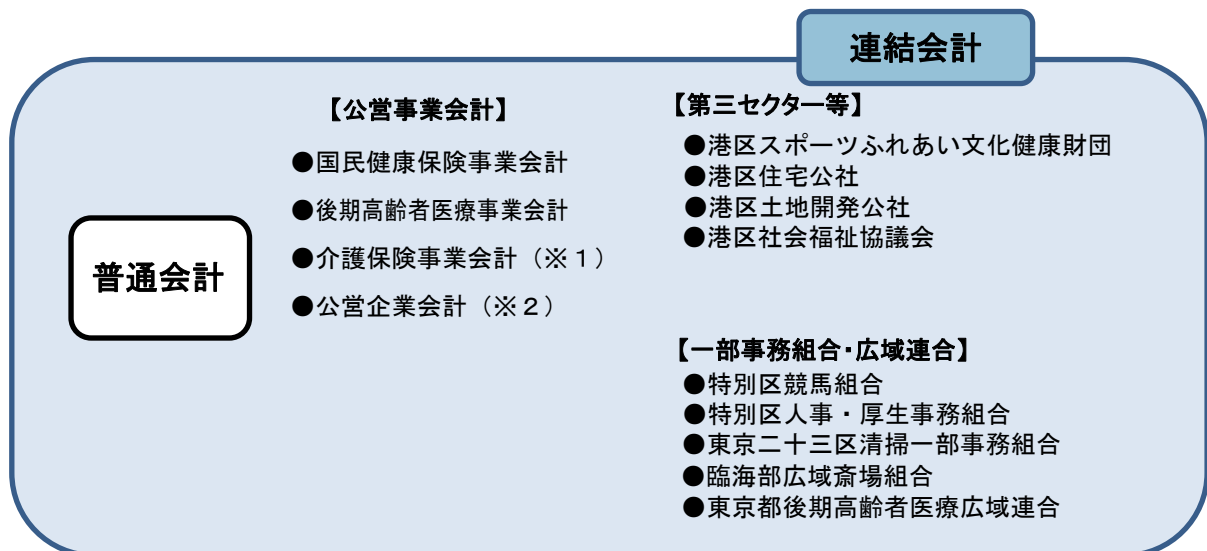 連結会計
普通会計
【公営事業会計】
●国民健康保険事業会計
●後期高齢者医療事業会計
●介護保険事業会計（※１）
●公営企業会計（※２）
【第三セクター等】
●港区スポーツふれあい文化健康財団
●港区住宅公社
●港区土地開発公社
●港区社会福祉協議会
【一部事務組合・広域連合】
●特別区競馬組合
●特別区人事・厚生事務組合
●東京二十三区清掃一部事務組合
●臨海部広域斎場組合
●東京都後期高齢者医療広域連合